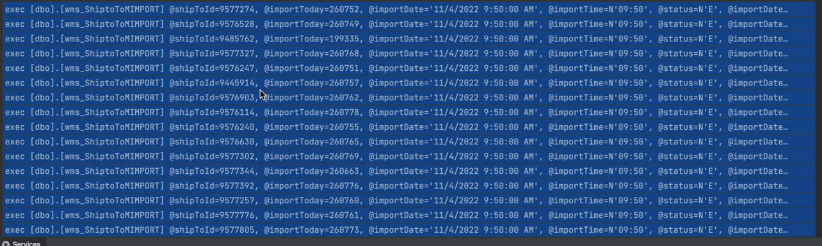 exec [dbo].[wms_ShiptoToMIMPORT] @shipToId=9577274, @importToday=260752, @importDate='11/4/2022 9:50:00 AM', @importTime=N'09:50', @status=N'E', @importDate…
exec [dbo].[wms_ShiptoToMIMPORT] @shipToId=9576528, @importToday=260749, @importDate='11/4/2022 9:50:00 AM', @importTime=N'09:50', @status=N'E', @importDate…
exec [dbo].[wms_ShiptoToMIMPORT] @shipToId=9485762, @importToday=199335, @importDate='11/4/2022 9:50:00 AM', @importTime=N'09:50', @status=N'E', @importDate…
exec [dbo].[wms_ShiptoToMIMPORT] @shipToId=9577327, @importToday=260768, @importDate='11/4/2022 9:50:00 AM', @importTime=N'09:50', @status=N'E', @importDate…
exec [dbo].[wms_ShiptoToMIMPORT] @shipToId=9576247, @importToday=260751, @importDate='11/4/2022 9:50:00 AM', @importTime=N'09:50', @status=N'E', @importDate…
exec [dbo].[wms_ShiptoToMIMPORT] @shipToId=9445914, @importToday=260757, @importDate='11/4/2022 9:50:00 AM', @importTime=N'09:50', @status=N'E', @importDate…
exec [dbo].[wms_ShiptoToMIMPORT] @shipToId=9576903, @importToday=260762, @importDate='11/4/2022 9:50:00 AM', @importTime=N'09:50', @status=N'E', @importDate…
exec [dbo].[wms_ShiptoToMIMPORT] @shipToId=9576114, @importToday=260778, @importDate='11/4/2022 9:50:00 AM', @importTime=N'09:50', @status=N'E', @importDate…
exec [dbo].[wms_ShiptoToMIMPORT] @shipToId=9576240, @importToday=260755, @importDate='11/4/2022 9:50:00 AM', @importTime=N'09:50', @status=N'E', @importDate…
exec [dbo].[wms_ShiptoToMIMPORT] @shipToId=9576630, @importToday=260765, @importDate='11/4/2022 9:50:00 AM', @importTime=N'09:50', @status=N'E', @importDate…
exec [dbo].[wms_ShiptoToMIMPORT] @shipToId=9577302, @importToday=260769, @importDate='11/4/2022 9:50:00 AM', @importTime=N'09:50', @status=N'E', @importDate…
exec [dbo].[wms_ShiptoToMIMPORT] @shipToId=9577344, @importToday=260663, @importDate='11/4/2022 9:50:00 AM', @importTime=N'09:50', @status=N'E', @importDate…
exec [dbo].[wms_ShiptoToMIMPORT] @shipToId=9577392, @importToday=260776, @importDate='11/4/2022 9:50:00 AM', @importTime=N'09:50', @status=N'E', @importDate…
exec [dbo].[wms_ShiptoToMIMPORT] @shipToId=9577257, @importToday=260760, @importDate='11/4/2022 9:50:00 AM', @importTime=N'09:50', @status=N'E', @importDate…
exec [dbo].[wms_ShiptoToMIMPORT] @shipToId=9577776, @importToday=260761, @importDate='11/4/2022 9:50:00 AM', @importTime=N'09:50', @status=N'E', @importDate…
exec [dbo].[wms_ShiptoToMIMPORT] @shipToId=9577805, @importToday=260773, @importDate='11/4/2022 9:50:00 AM', @importTime=N'09:50', @status=N'E', @importDate…
Services